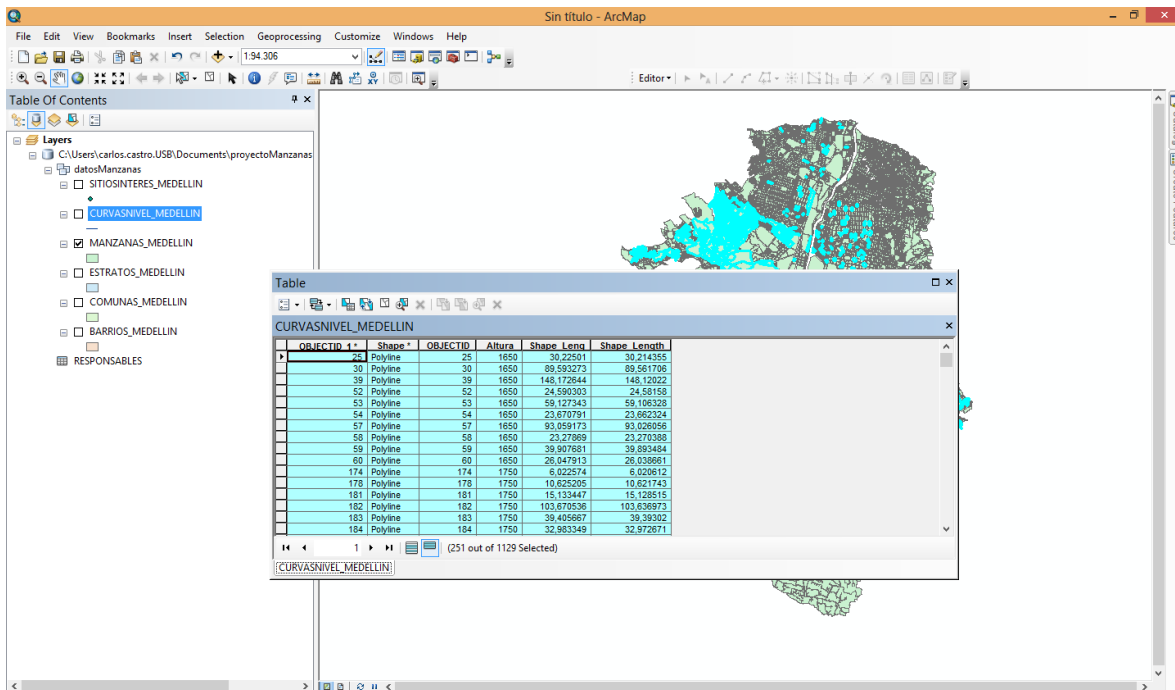 Sin título - ArcMap
File Edit View Bookmarks Insert Selection Geoprocessing Customize Windows Help
1:94.306
Editor
Table Of Contents
Layers
C:\Users\carlos.castro.USB\Documents\proyectoManzanas
datosManzanas
SITIOSINTERES_MEDELLIN
CURVASNIVEL_MEDELLIN
MANZANAS_MEDELLIN
ESTRATOS_MEDELLIN
COMUNAS_MEDELLIN
BARRIOS_MEDELLIN
RESPONSABLES
Table
CURVASNIVEL_MEDELLIN
OBJECTID_1 * Shape * OBJECTID Altura Shape_Leng Shape_Length
25 Polyline 25 1650 30,22501 30,214355
30 Polyline 30 1650 89,593273 89,561706
39 Polyline 39 1650 148,172644 148,12022
52 Polyline 52 1650 24,590303 24,58158
53 Polyline 53 1650 59,127343 59,106328
54 Polyline 54 1650 23,670791 23,662324
57 Polyline 57 1650 93,059173 93,026056
58 Polyline 58 1650 23,27869 23,270388
59 Polyline 59 1650 39,907681 39,893484
60 Polyline 60 1650 26,047913 26,038661
174 Polyline 174 1750 6,022574 6,020612
178 Polyline 178 1750 10,625205 10,621743
181 Polyline 181 1750 15,133447 15,128515
182 Polyline 182 1750 103,670536 103,636973
183 Polyline 183 1750 39,405667 39,39302
184 Polyline 184 1750 32,983349 32,972671
1 (251 out of 1129 Selected)
CURVASNIVEL_MEDELLIN